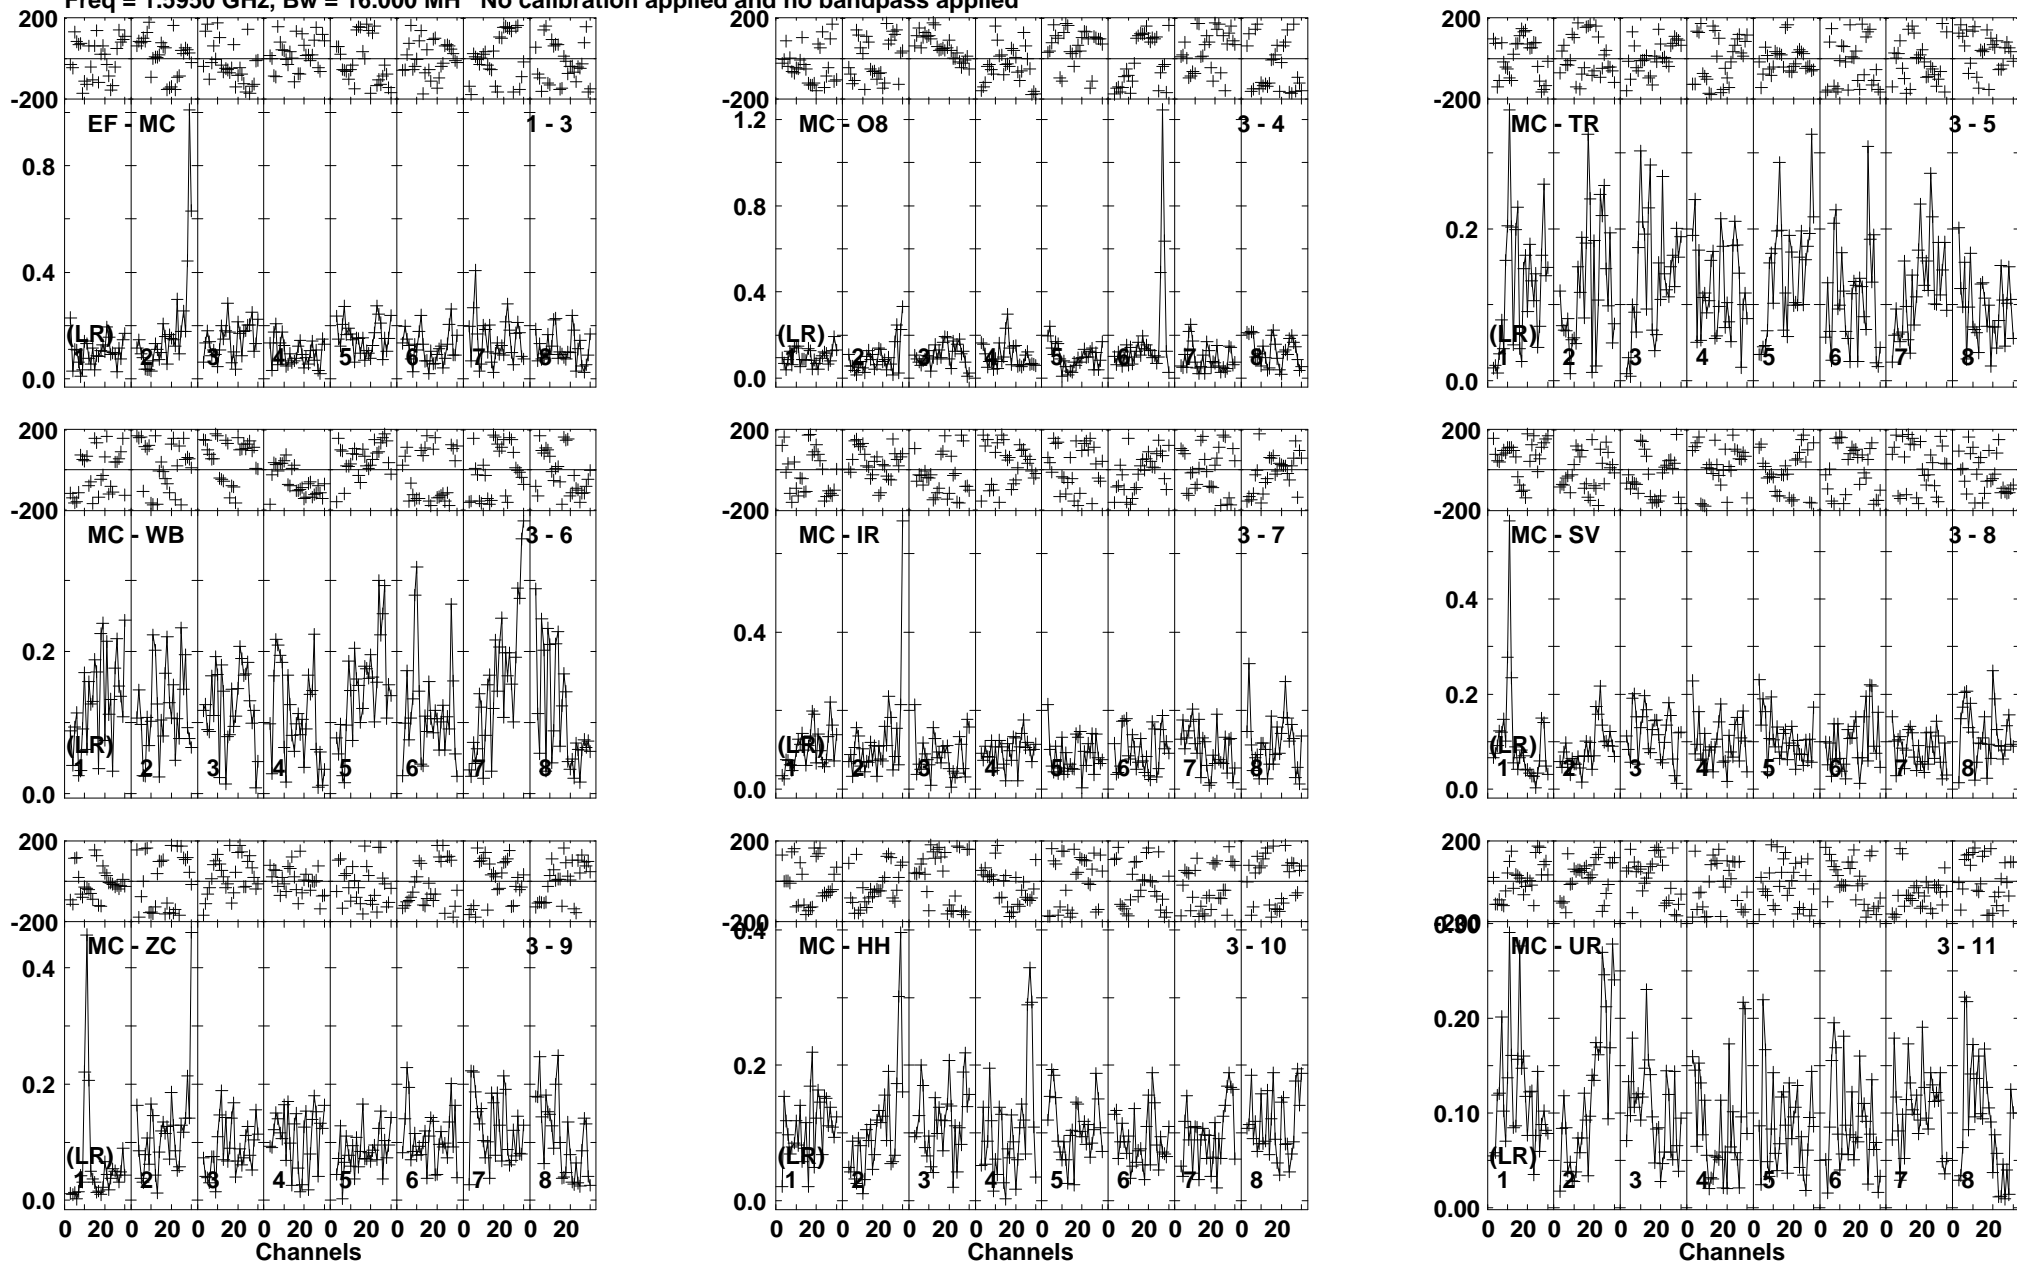 Freq = 1.5950 GHz, Bw = 16.000 MH No calibration applied and no bandpass applied
200
-200
EF - MC
1 - 3
0.8
0.4
0.0
(LR)
1 2 3 4 5 6 7 8
200
-200
MC - O8
3 - 4
1.2
0.8
0.4
0.0
(LR)
1 2 3 4 5 6 7 8
200
-200
MC - TR
3 - 5
0.2
0.0
(LR)
1 2 3 4 5 6 7 8
200
-200
MC - WB
3 - 6
0.2
0.0
(LR)
1 2 3 4 5 6 7 8
200
-200
MC - IR
3 - 7
0.4
0.0
(LR)
1 2 3 4 5 6 7 8
200
-200
MC - SV
3 - 8
0.4
0.2
0.0
(LR)
1 2 3 4 5 6 7 8
200
-200
MC - ZC
3 - 9
0.4
0.2
0.0
(LR)
1 2 3 4 5 6 7 8
0 20 0 20 0 20 0 20 0 20 0 20 0 20 0 20
Channels
200
-200
0.4
MC - HH
3 - 10
0.2
0.0
(LR)
1 2 3 4 5 6 7 8
0 20 0 20 0 20 0 20 0 20 0 20 0 20 0 20
Channels
200
-200
0.30
MC - UR
3 - 11
0.20
0.10
0.00
(LR)
1 2 3 4 5 6 7 8
0 20 0 20 0 20 0 20 0 20 0 20 0 20 0 20
Channels